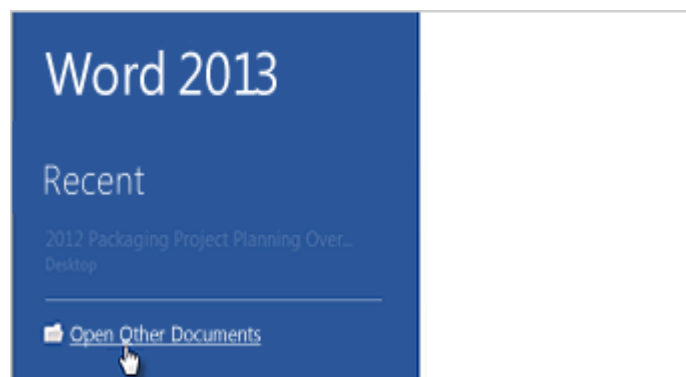 Word 2013
Recent
2012 Packaging Project Planning Over...
Desktop
Open Other Documents